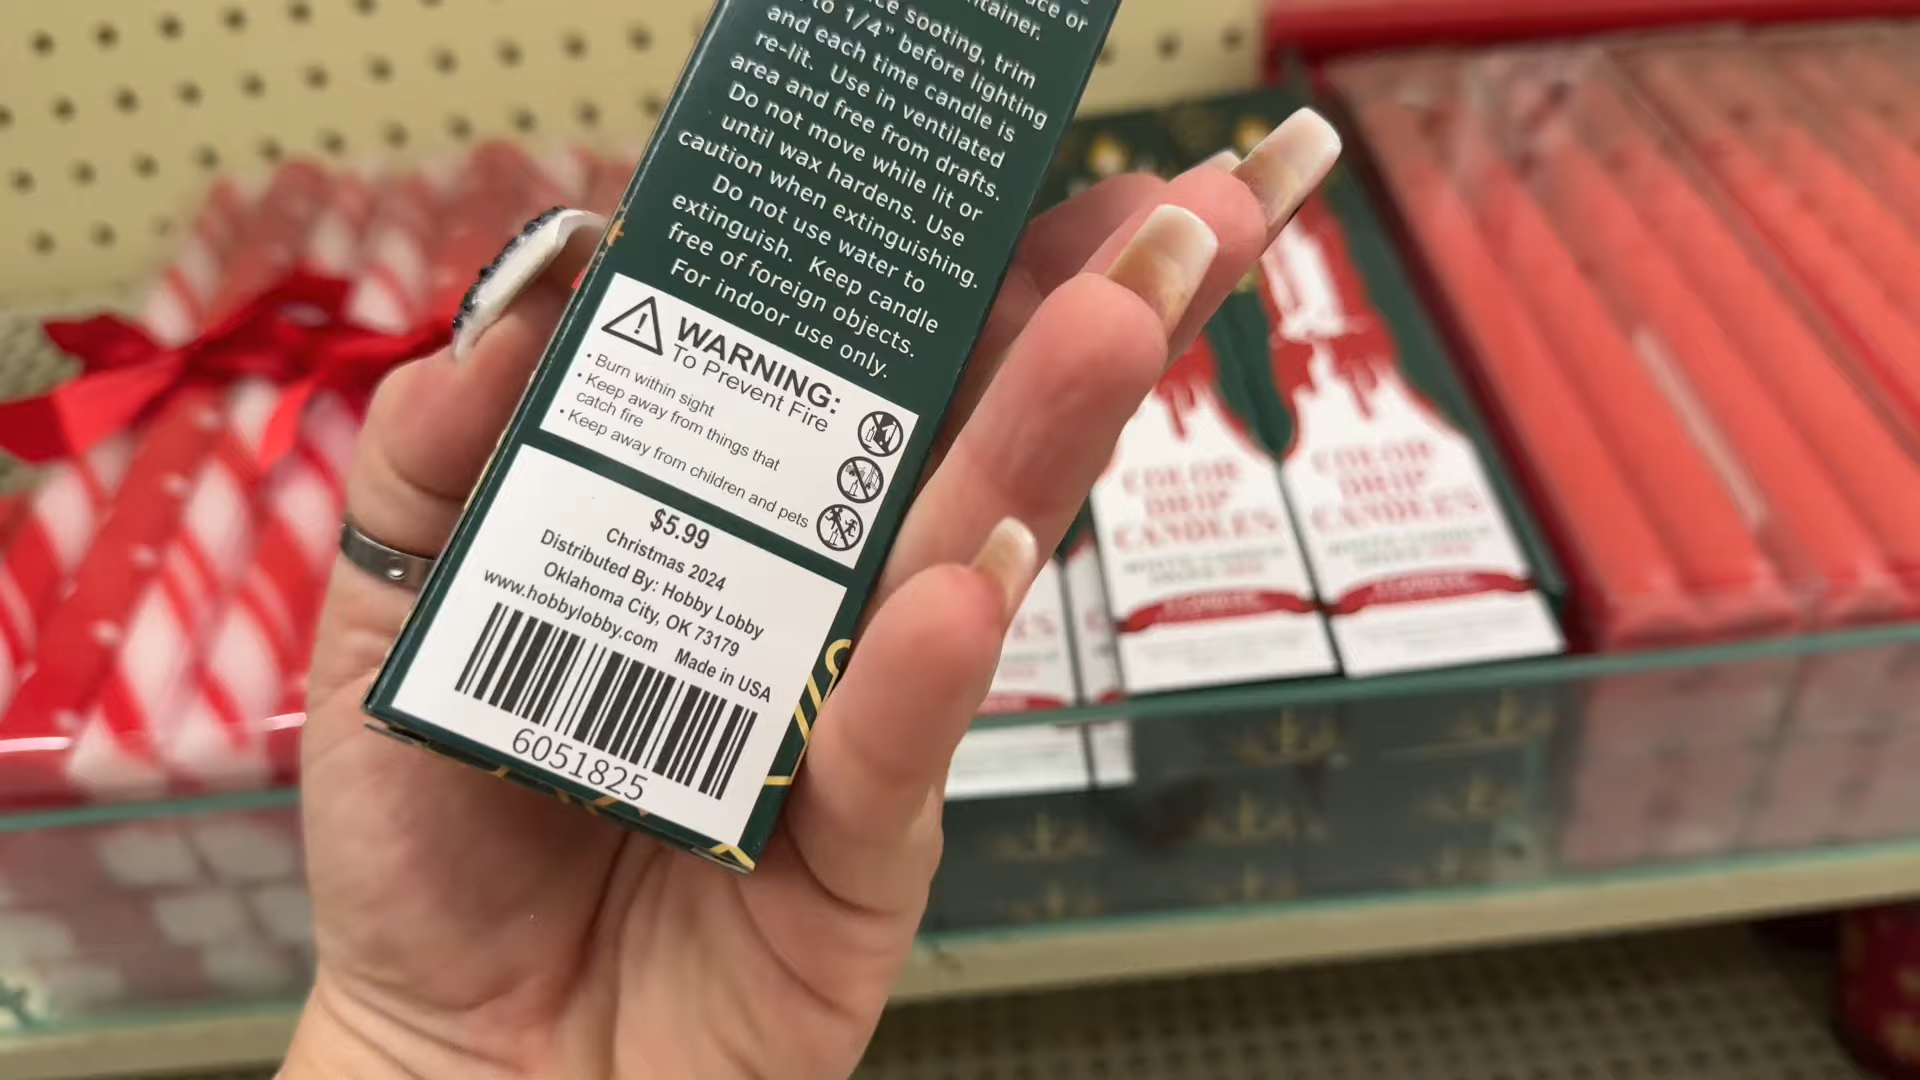 ace or
ntainer.
ce sooting, trim
to 1/4" before lighting
and each time candle is
re-lit. Use in ventilated
area and free from drafts.
Do not move while lit or
until wax hardens. Use
caution when extinguishing.
Do not use water to
extinguish. Keep candle
free of foreign objects.
For indoor use only.
WARNING:
To Prevent Fire
• Burn within sight
• Keep away from things that
catch fire
• Keep away from children and pets
$5.99
Christmas 2024
Distributed By: Hobby Lobby
Oklahoma City, OK 73179
www.hobbylobby.com Made in USA
6051825
COLOR
DRIP
CANDLES
COLOR
DRIP
CANDLES